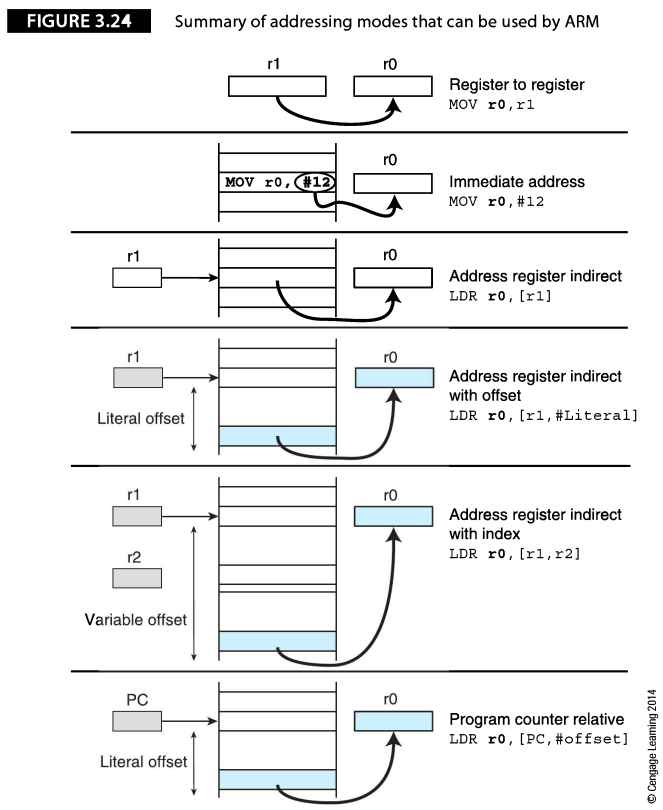 FIGURE 3.24 Summary of addressing modes that can be used by ARM
r1 r0
Register to register
MOV r0,r1
r0
MOV r0, #12
Immediate address
MOV r0,#12
r1 r0
Address register indirect
LDR r0,[r1]
r1 r0
Address register indirect
with offset
Literal offset
LDR r0,[r1,#Literal]
r1 r0
Address register indirect
with index
LDR r0,[r1,r2]
r2
Variable offset
PC r0
Program counter relative
LDR r0,[PC,#offset]
Literal offset
© Cengage Learning 2014